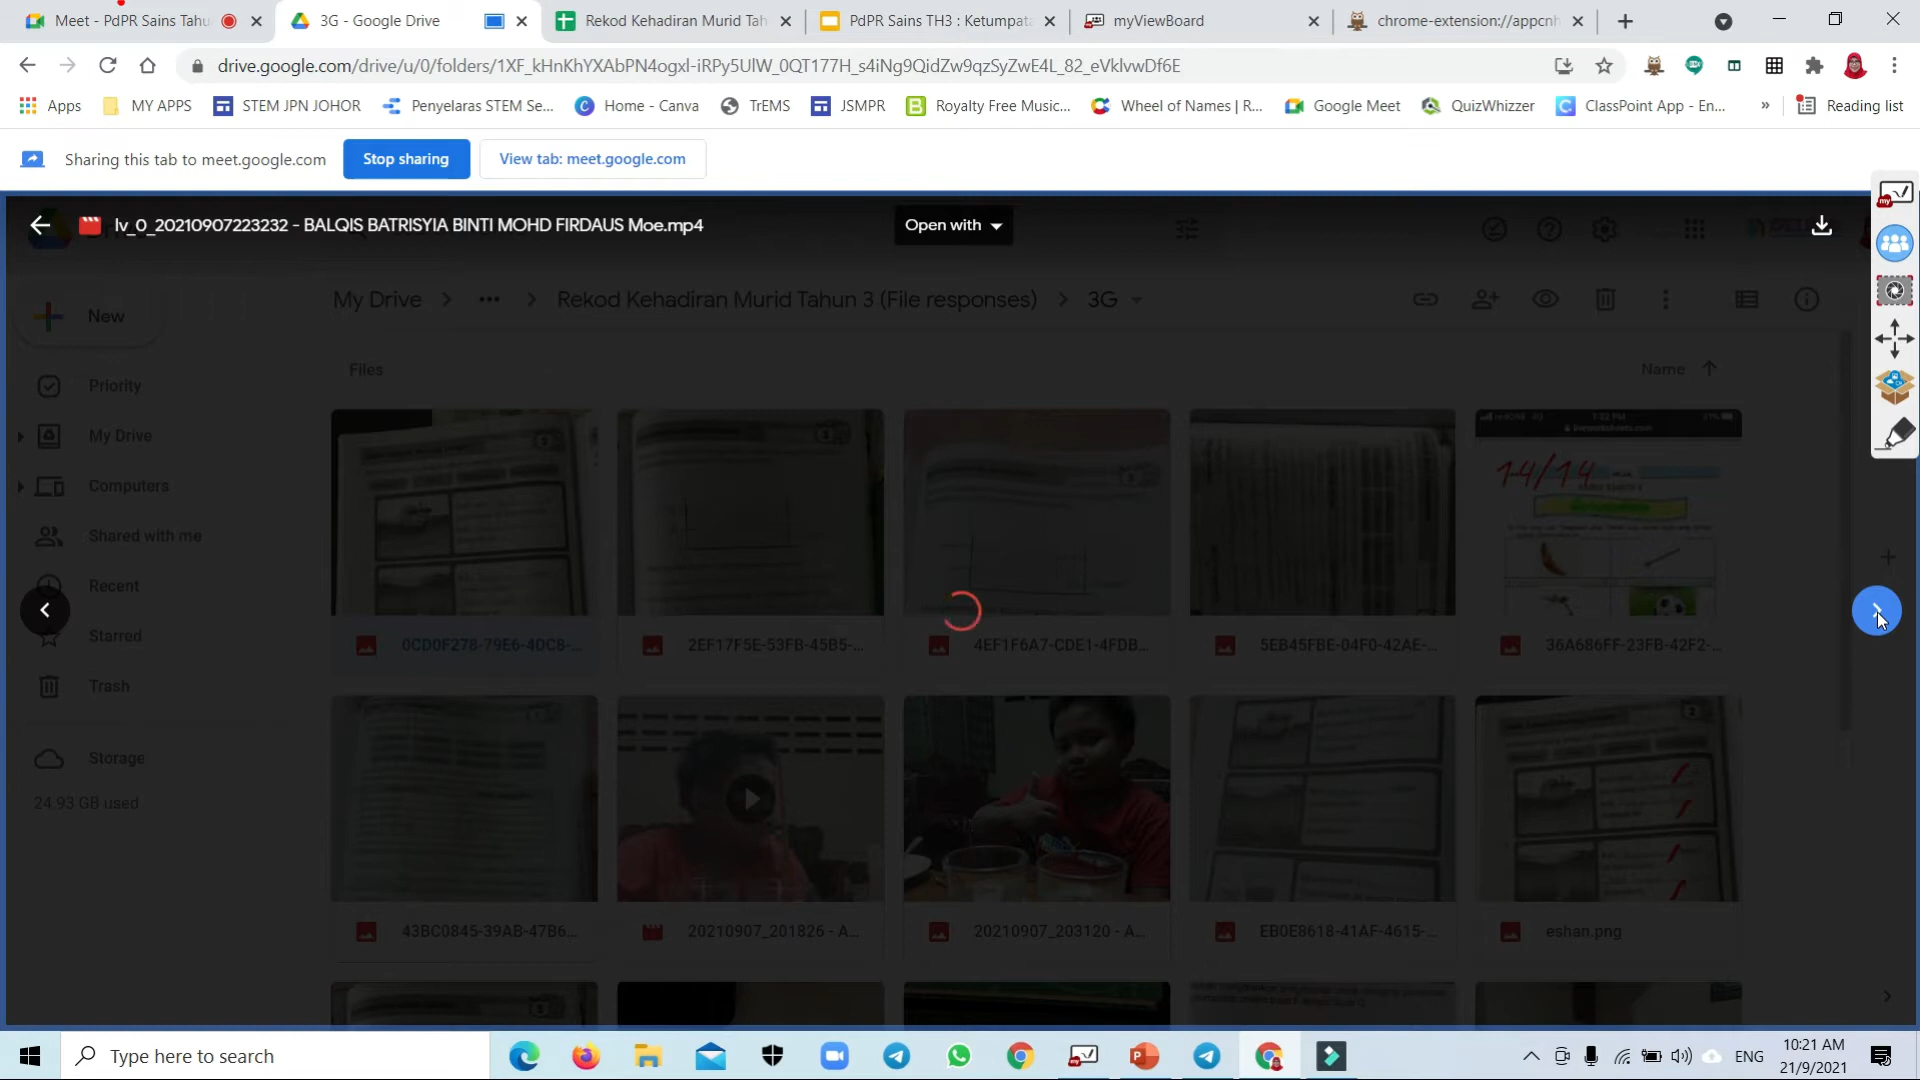 Meet - PdPR Sains Tahu
3G - Google Drive
Rekod Kehadiran Murid Tah
PdPR Sains TH3 : Ketumpata
myViewBoard
chrome-extension://appcnh
drive.google.com/drive/u/0/folders/1XF_kHnKhYXAbPN4ogxl-iRPy5UlW_0QT177H_s4iNg9QidZw9qzSyZwE4L_82_eVklvwDf6E
Apps
MY APPS
STEM JPN JOHOR
Penyelaras STEM Se...
Home - Canva
TrEMS
JSMPR
Royalty Free Music...
Wheel of Names | R...
Google Meet
QuizWhizzer
ClassPoint App - En...
»
Reading list
Sharing this tab to meet.google.com
Stop sharing
View tab: meet.google.com
lv_0_20210907223232 - BALQIS BATRISYIA BINTI MOHD FIRDAUS Moe.mp4
Open with
New
My Drive > ... > Rekod Kehadiran Murid Tahun 3 (File responses) > 3G
Files
Name
Priority
My Drive
Computers
Shared with me
Recent
Starred
Trash
Storage
24.93 GB used
14/14
0CD0F278-79E6-4DC8-...
2EF17F5E-53FB-45B5-...
4EF1F6A7-CDE1-4FDB...
5EB45FBE-04F0-42AE-...
36A686FF-23FB-42F2-...
43BC0845-39AB-47B6...
20210907_201826 - A...
20210907_203120 - A...
EB0E8618-41AF-4615-...
eshan.png
Type here to search
ENG
10:21 AM
21/9/2021